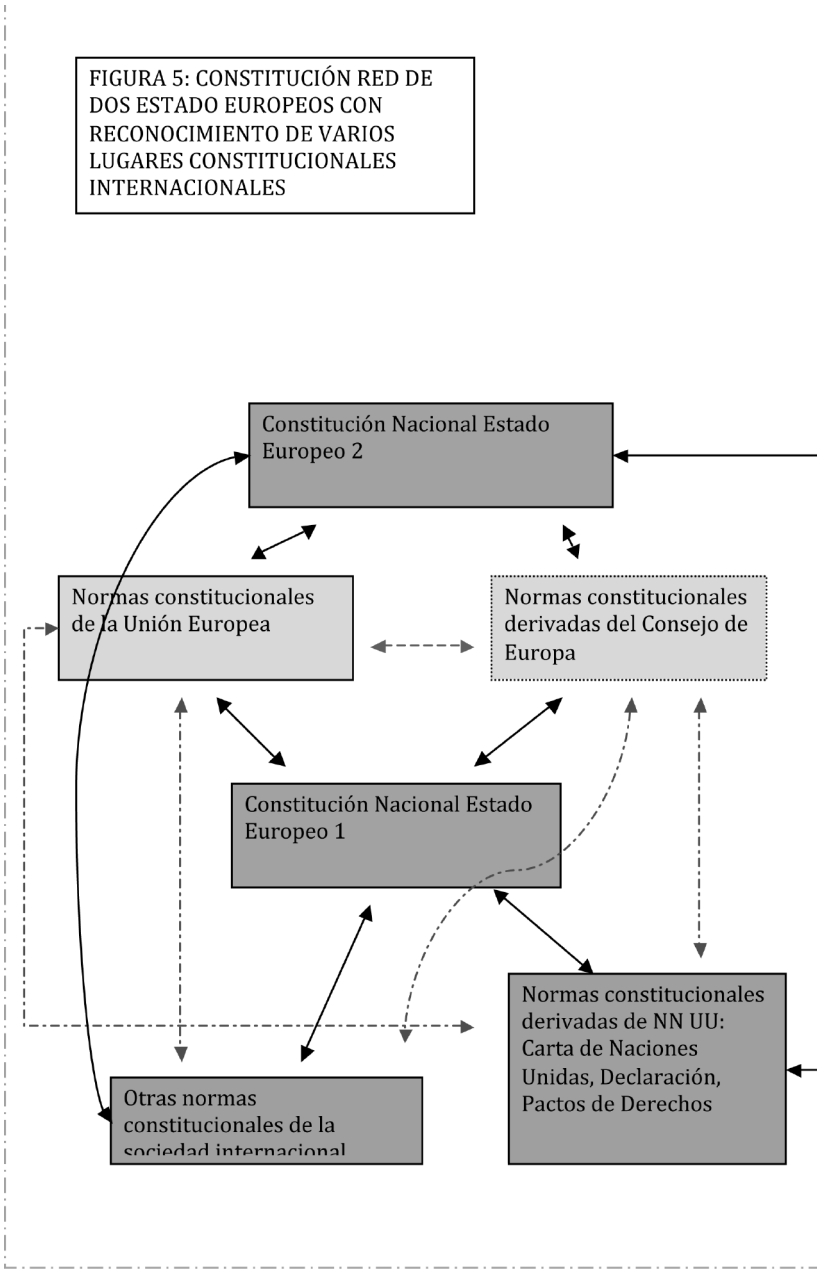 FIGURA 5: CONSTITUCIÓN RED DE
DOS ESTADO EUROPEOS CON
RECONOCIMIENTO DE VARIOS
LUGARES CONSTITUCIONALES
INTERNACIONALES
Constitución Nacional Estado
Europeo 2
Normas constitucionales
de la Unión Europea
Normas constitucionales
derivadas del Consejo de
Europa
Constitución Nacional Estado
Europeo 1
Normas constitucionales
derivadas de NN UU:
Carta de Naciones
Unidas, Declaración,
Pactos de Derechos
Otras normas
constitucionales de la
sociedad internacional